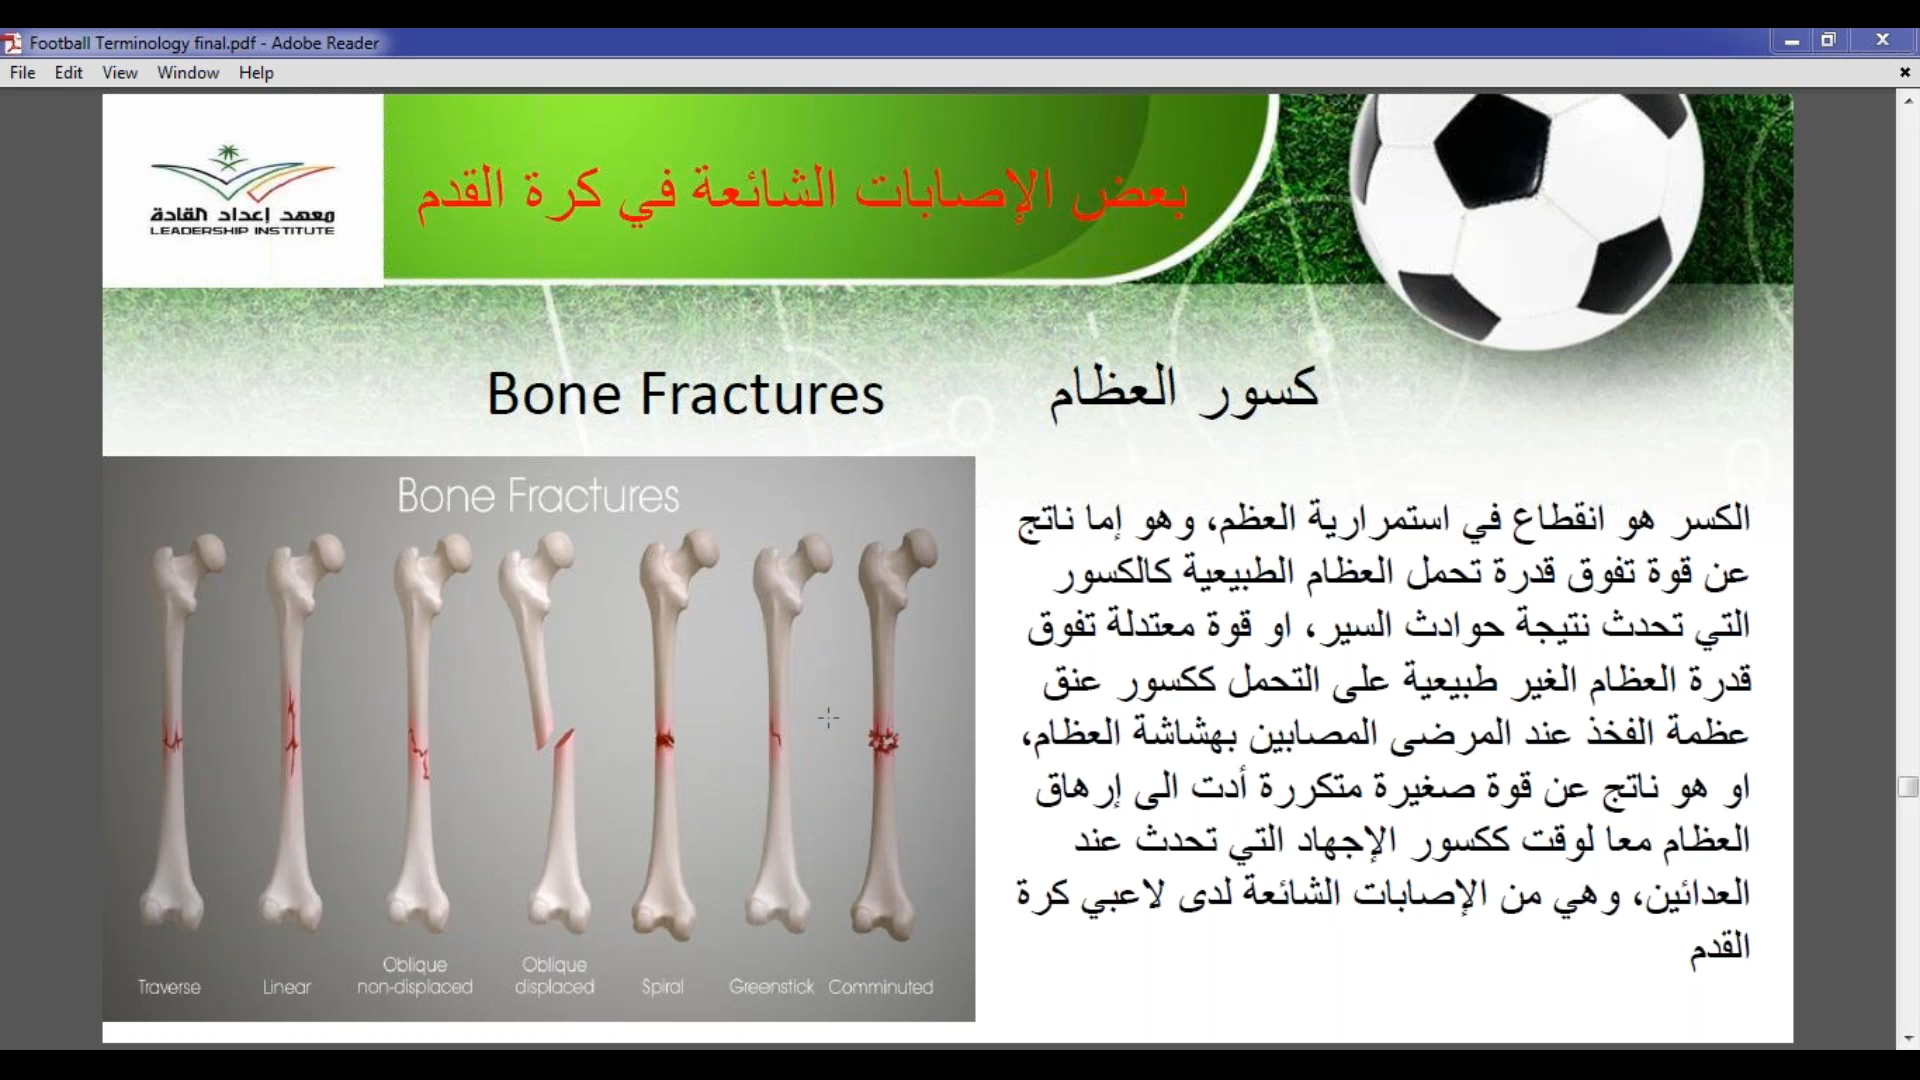 Football Terminology final.pdf - Adobe Reader
File Edit View Window Help
معهد إعداد القادة
LEADERSHIP INSTITUTE
بعض الإصابات الشائعة في كرة القدم
Bone Fractures
كسور العظام
Bone Fractures
Traverse
Linear
Oblique
non-displaced
Oblique
displaced
Spiral
Greenstick
Comminuted
الكسر هو انقطاع في استمرارية العظم، وهو إما ناتج
عن قوة تفوق قدرة تحمل العظام الطبيعية كالكسور
التي تحدث نتيجة حوادث السير، او قوة معتدلة تفوق
قدرة العظام الغير طبيعية على التحمل ككسور عنق
عظمة الفخذ عند المرضى المصابين بهشاشة العظام،
او هو ناتج عن قوة صغيرة متكررة أدت الى إرهاق
العظام معا لوقت ككسور الإجهاد التي تحدث عند
العدائين، وهي من الإصابات الشائعة لدى لاعبي كرة
القدم